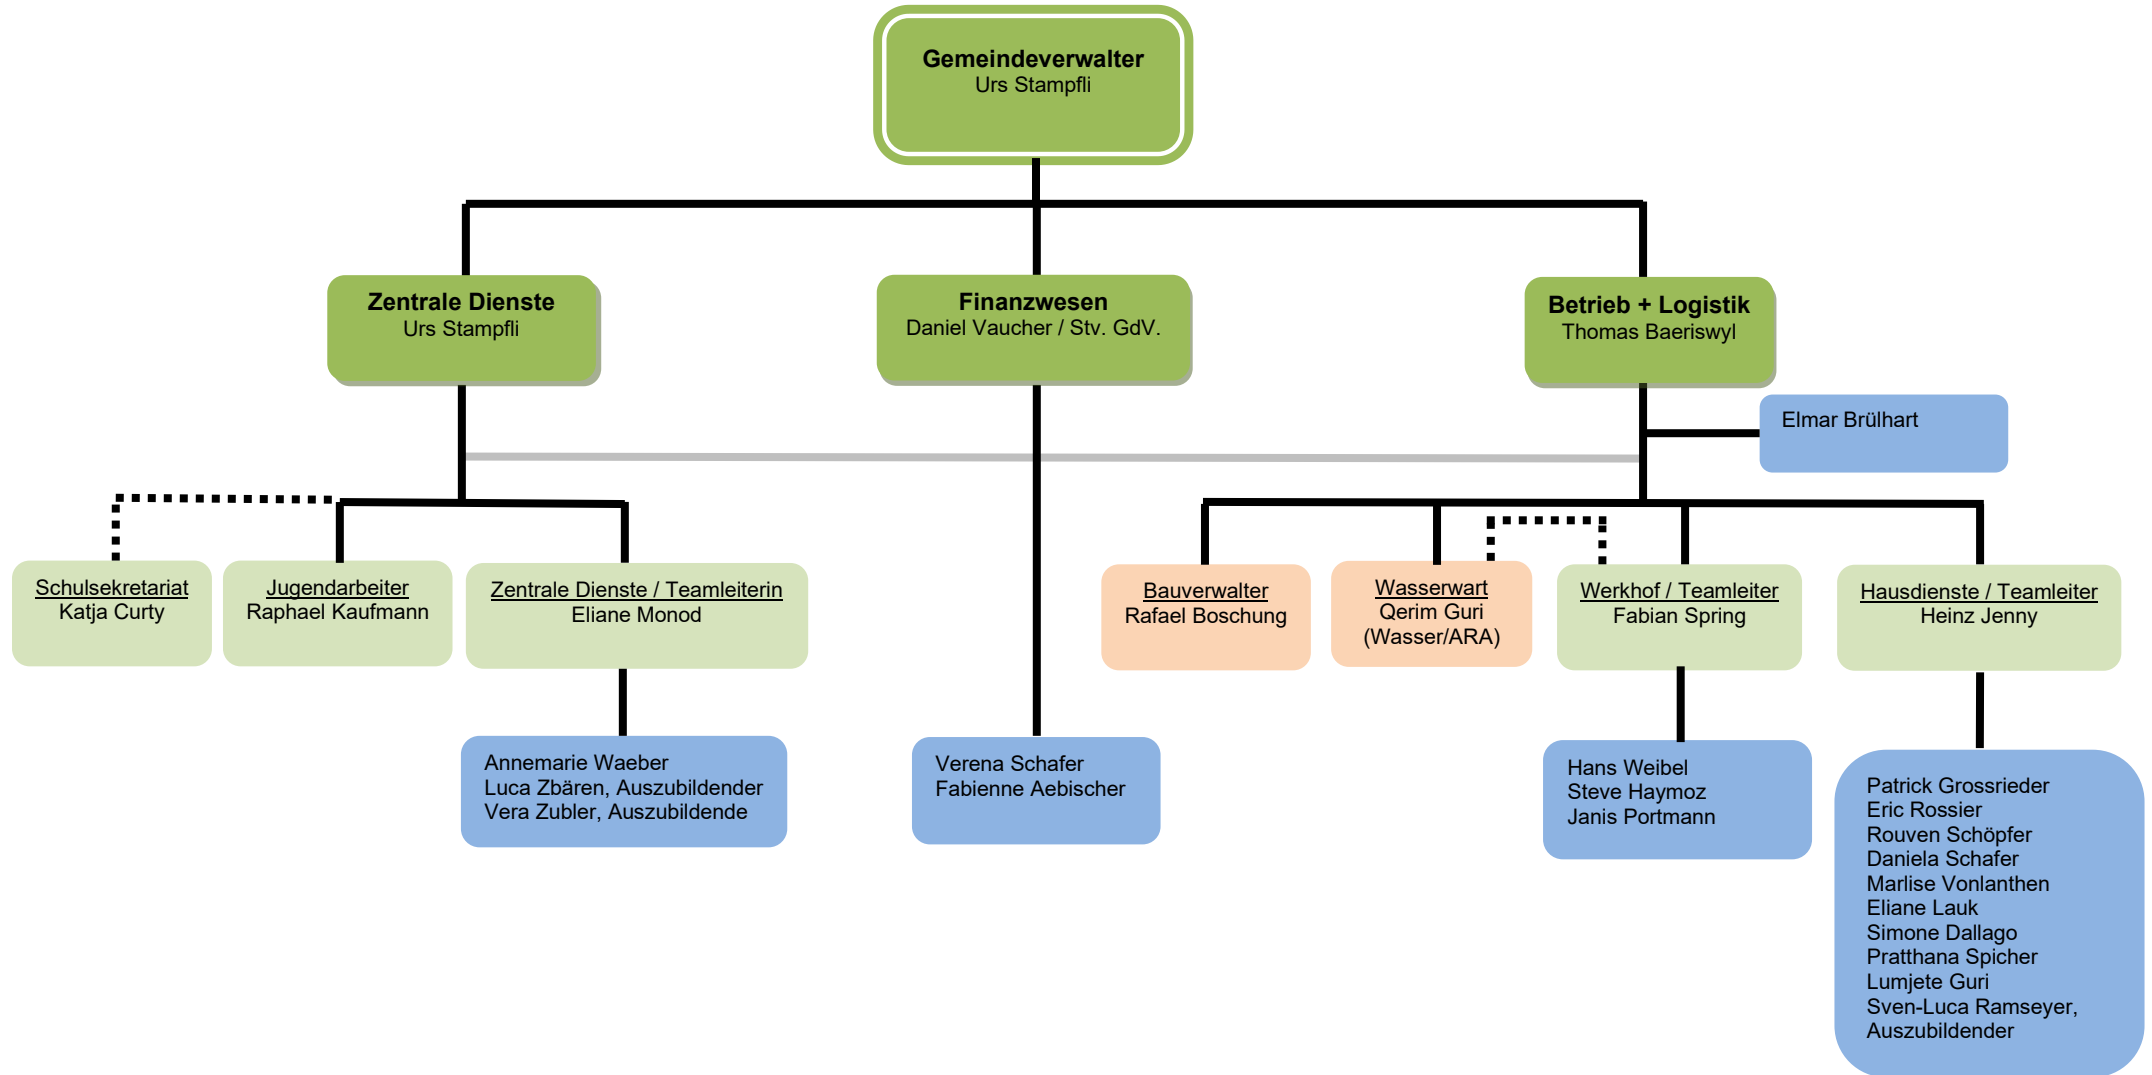 Gemeindeverwalter
Urs Stampfli
Zentrale Dienste
Urs Stampfli
Finanzwesen
Daniel Vaucher / Stv. GdV.
Betrieb + Logistik
Thomas Baeriswyl
Elmar Brülhart
Schulsekretariat
Katja Curty
Jugendarbeiter
Raphael Kaufmann
Zentrale Dienste / Teamleiterin
Eliane Monod
Bauverwalter
Rafael Boschung
Wasserwart
Qerim Guri
(Wasser/ARA)
Werkhof / Teamleiter
Fabian Spring
Hausdienste / Teamleiter
Heinz Jenny
Annemarie Waeber
Luca Zbären, Auszubildender
Vera Zubler, Auszubildende
Verena Schafer
Fabienne Aebischer
Hans Weibel
Steve Haymoz
Janis Portmann
Patrick Grossrieder
Eric Rossier
Rouven Schöpfer
Daniela Schafer
Marlise Vonlanthen
Eliane Lauk
Simone Dallago
Pratthana Spicher
Lumjete Guri
Sven-Luca Ramseyer,
Auszubildender